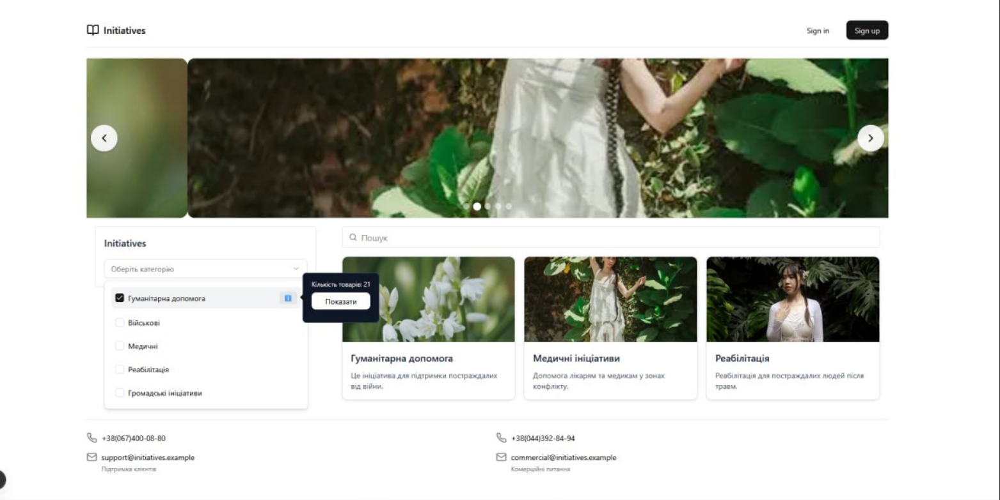 Initiatives
Sign in
Sign up
Initiatives
Оберіть категорію
Гуманітарна допомога
Військові
Медичні
Реабілітація
Громадські ініціативи
Кількість товарів: 21
Показати
Пошук
Гуманітарна допомога
Це ініціатива для підтримки постраждалих
від війни.
Медичні ініціативи
Допомога лікарям та медикам у зонах
конфлікту.
Реабілітація
Реабілітація для постраждалих людей після
травм.
+38(067)400-08-80
support@initiatives.example
Підтримка клієнтів
+38(044)392-84-94
commercial@initiatives.example
Комерційні питання